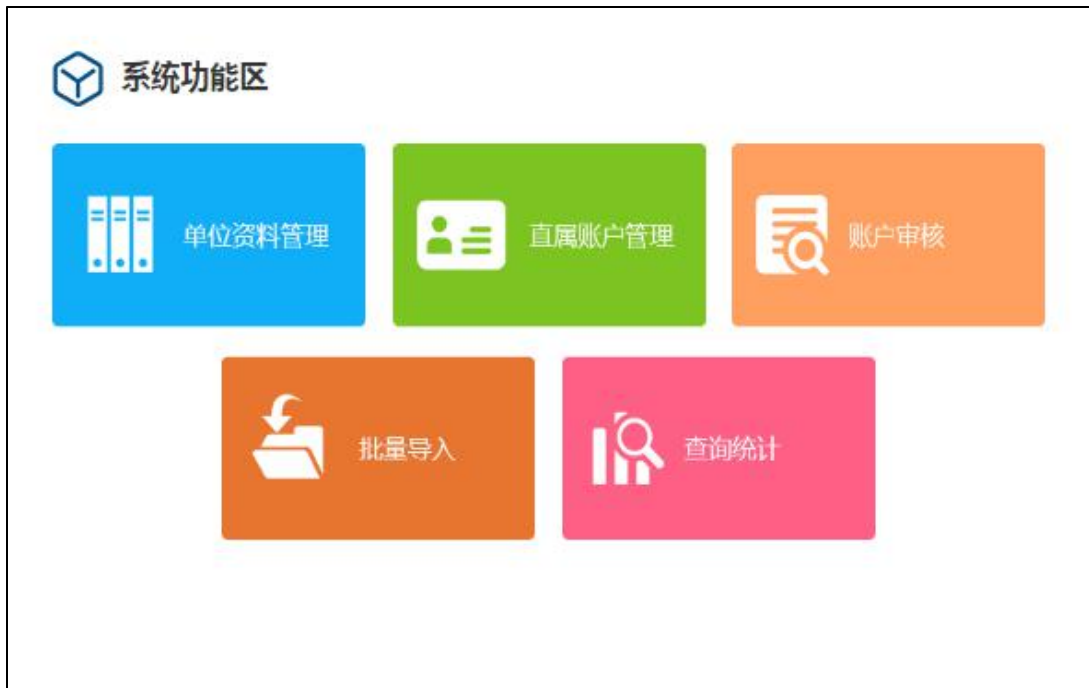 系统功能区
单位资料管理
直属账户管理
账户审核
批量导入
查询统计